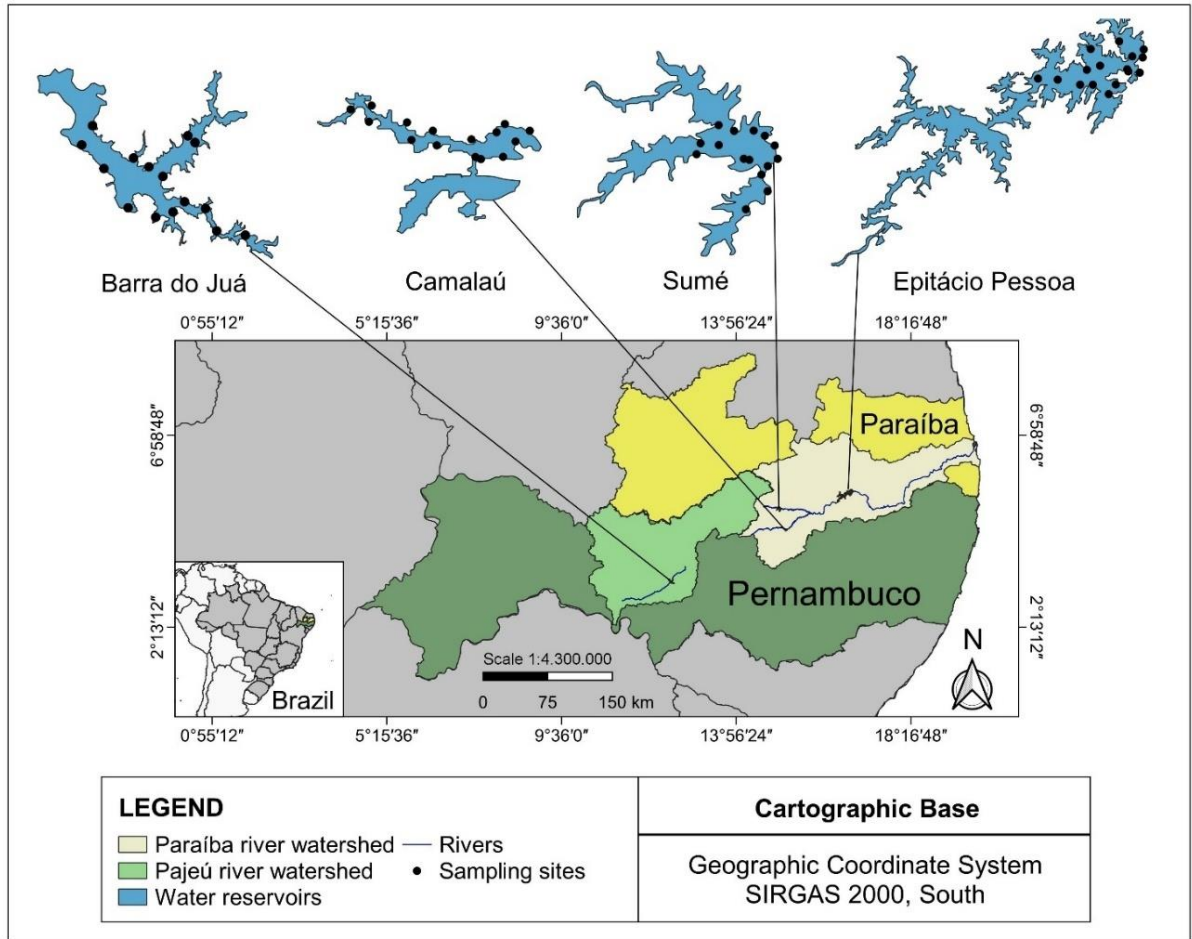 Barra do Juá
Camalaú
Sumé
Epitácio Pessoa
0°55′12″ 5°15′36″ 9°36′0″ 13°56′24″ 18°16′48″
6°58′48″
Paraíba
6°58′48″
Pernambuco
2°13′12″
2°13′12″
N
Scale 1:4.300.000
0 75 150 km
Brazil
0°55′12″ 5°15′36″ 9°36′0″ 13°56′24″ 18°16′48″
LEGEND
Paraíba river watershed
Rivers
Pajeú river watershed
Sampling sites
Water reservoirs
Cartographic Base
Geographic Coordinate System
SIRGAS 2000, South